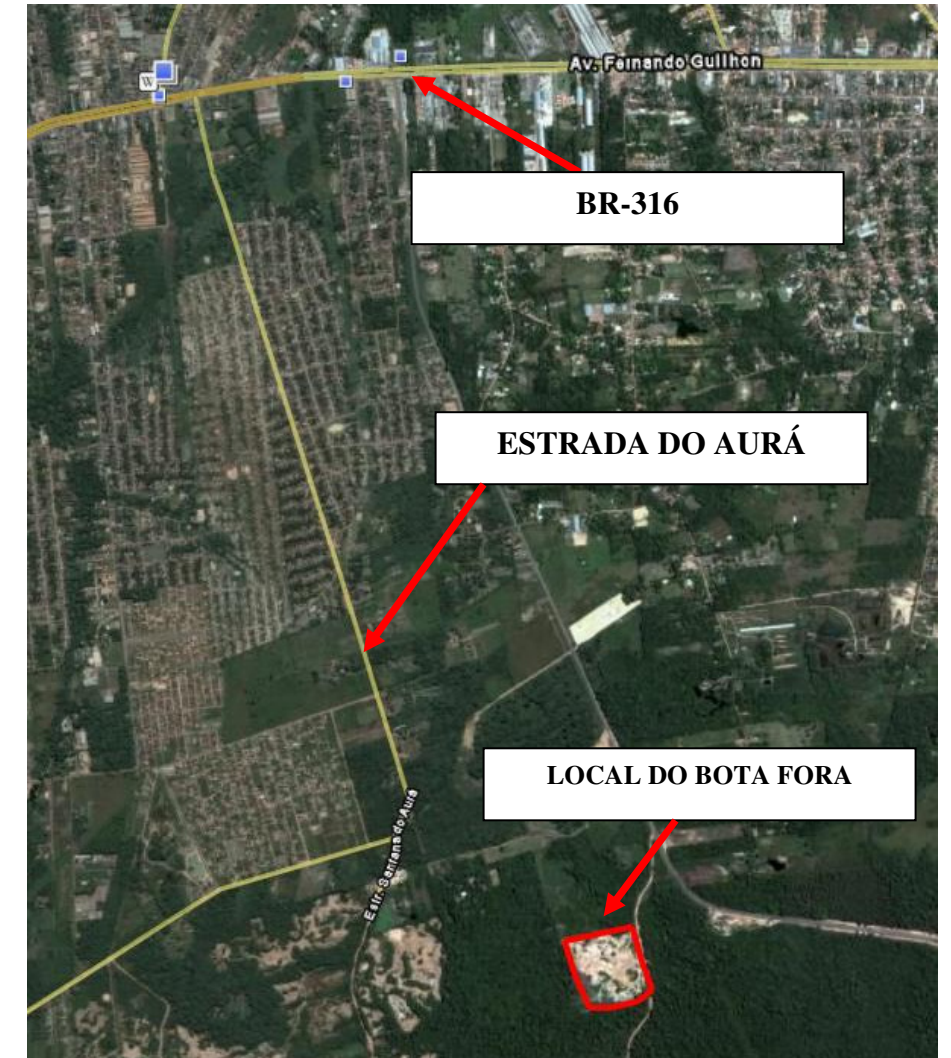 W
Av. Fernando Guilhon
BR-316
ESTRADA DO AURÁ
LOCAL DO BOTA FORA
Estr. Santana do Aurá